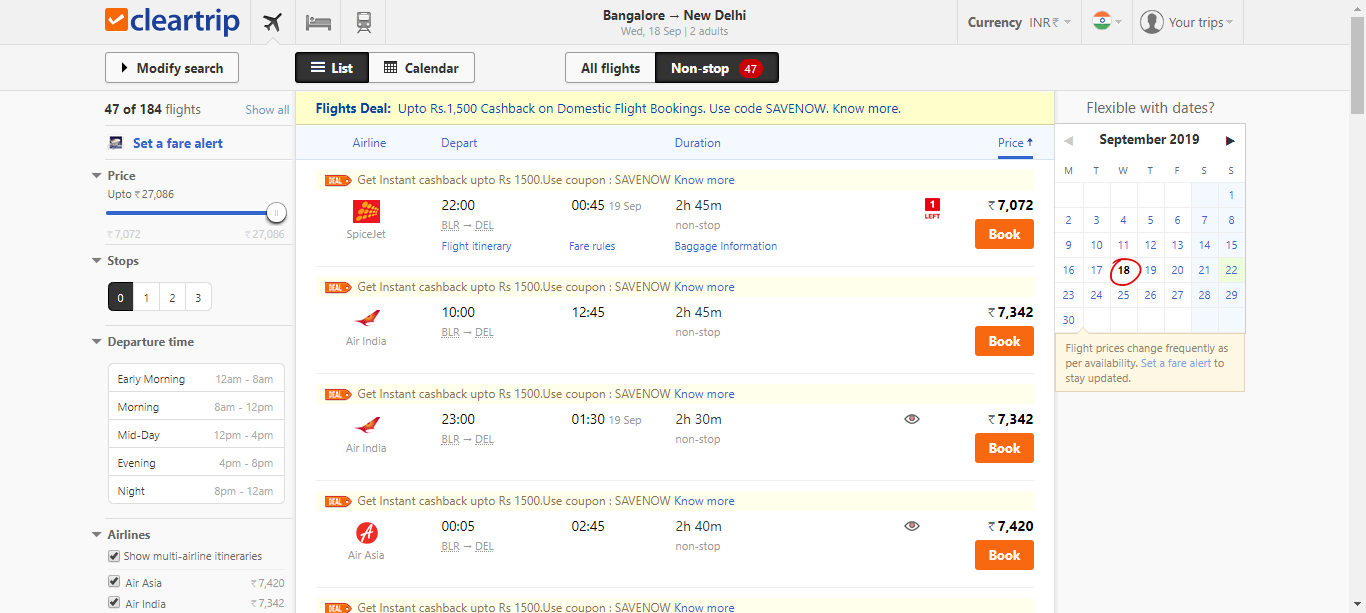 cleartrip
Bangalore → New Delhi
Wed, 18 Sep | 2 adults
Currency INR ₹
Your trips
Modify search
List
Calendar
All flights
Non-stop 47
47 of 184 flights
Show all
Set a fare alert
Price
Upto ₹ 27,086
₹ 7,072
₹ 27,086
Stops
0 1 2 3
Departure time
Early Morning 12am - 8am
Morning 8am - 12pm
Mid-Day 12pm - 4pm
Evening 4pm - 8pm
Night 8pm - 12am
Airlines
Show multi-airline itineraries
Air Asia ₹ 7,420
Air India ₹ 7,342
Flights Deal: Upto Rs.1,500 Cashback on Domestic Flight Bookings. Use code SAVENOW. Know more.
Airline Depart Duration Price ↑
DEAL Get Instant cashback upto Rs 1500.Use coupon : SAVENOW Know more
22:00 00:45 19 Sep 2h 45m 1 LEFT ₹ 7,072
SpiceJet BLR → DEL non-stop Book
Flight itinerary Fare rules Baggage Information
DEAL Get Instant cashback upto Rs 1500.Use coupon : SAVENOW Know more
10:00 12:45 2h 45m ₹ 7,342
Air India BLR → DEL non-stop Book
DEAL Get Instant cashback upto Rs 1500.Use coupon : SAVENOW Know more
23:00 01:30 19 Sep 2h 30m ₹ 7,342
Air India BLR → DEL non-stop Book
DEAL Get Instant cashback upto Rs 1500.Use coupon : SAVENOW Know more
00:05 02:45 2h 40m ₹ 7,420
Air Asia BLR → DEL non-stop Book
DEAL Get Instant cashback upto Rs 1500.Use coupon : SAVENOW Know more
Flexible with dates?
September 2019
M T W T F S S
1
2 3 4 5 6 7 8
9 10 11 12 13 14 15
16 17 18 19 20 21 22
23 24 25 26 27 28 29
30
Flight prices change frequently as
per availability. Set a fare alert to
stay updated.